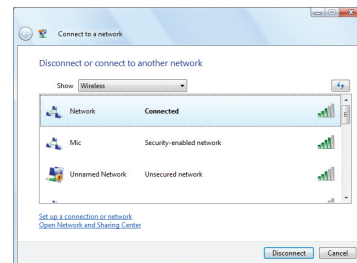 Connect to a network
Disconnect or connect to another network
Show Wireless
Network Connected
Mic Security-enabled network
Unnamed Network Unsecured network
Set up a connection or network
Open Network and Sharing Center
Disconnect Cancel